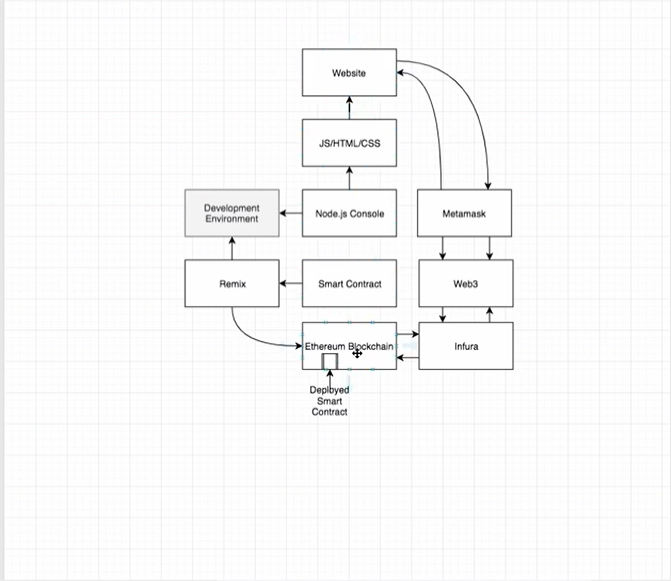 Website
JS/HTML/CSS
Development
Environment
Node.js Console
Metamask
Remix
Smart Contract
Web3
Ethereum Blockchain
Infura
Deployed
Smart
Contract